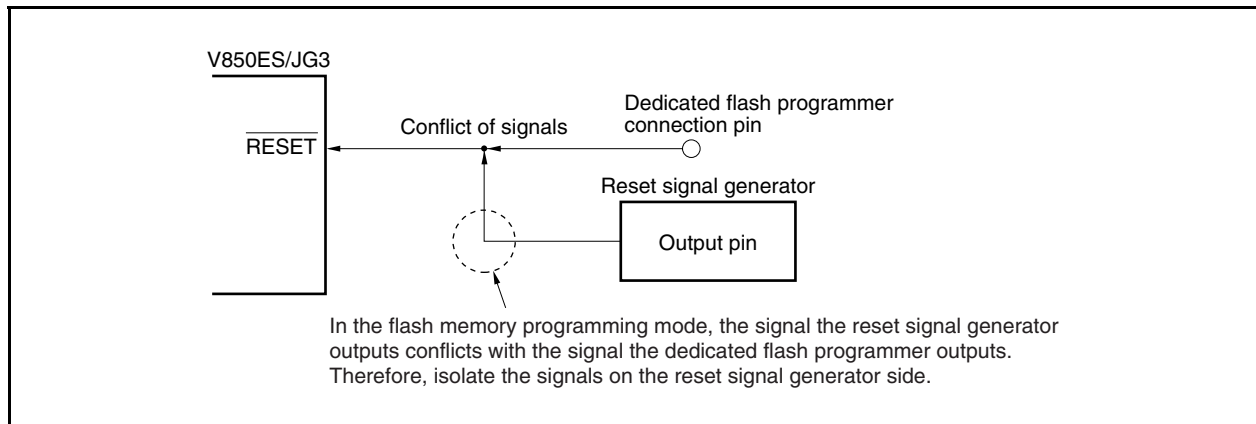 V850ES/JG3
Dedicated flash programmer
connection pin
Conflict of signals
RESET
Reset signal generator
Output pin
In the flash memory programming mode, the signal the reset signal generator
outputs conflicts with the signal the dedicated flash programmer outputs.
Therefore, isolate the signals on the reset signal generator side.